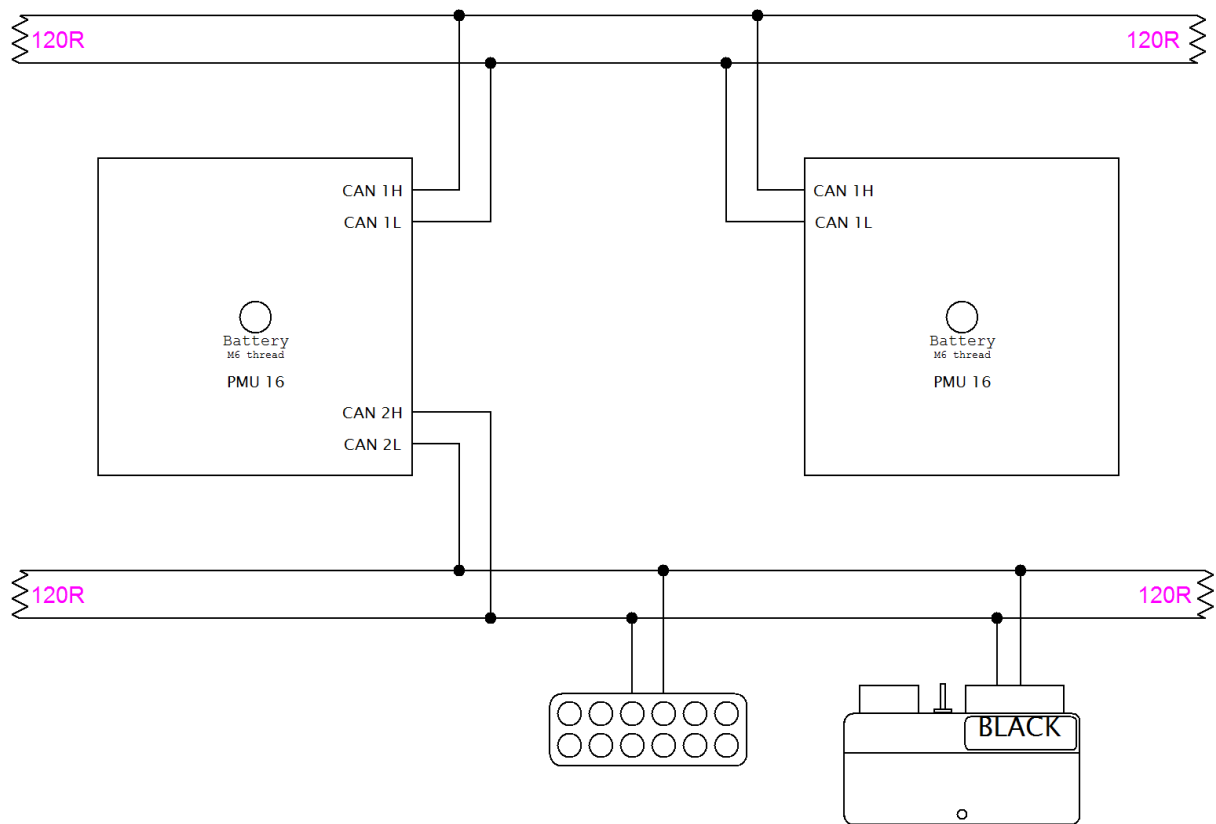 120R
120R
CAN 1H
CAN 1L
Battery
M6 thread
PMU 16
CAN 2H
CAN 2L
CAN 1H
CAN 1L
Battery
M6 thread
PMU 16
120R
120R
BLACK